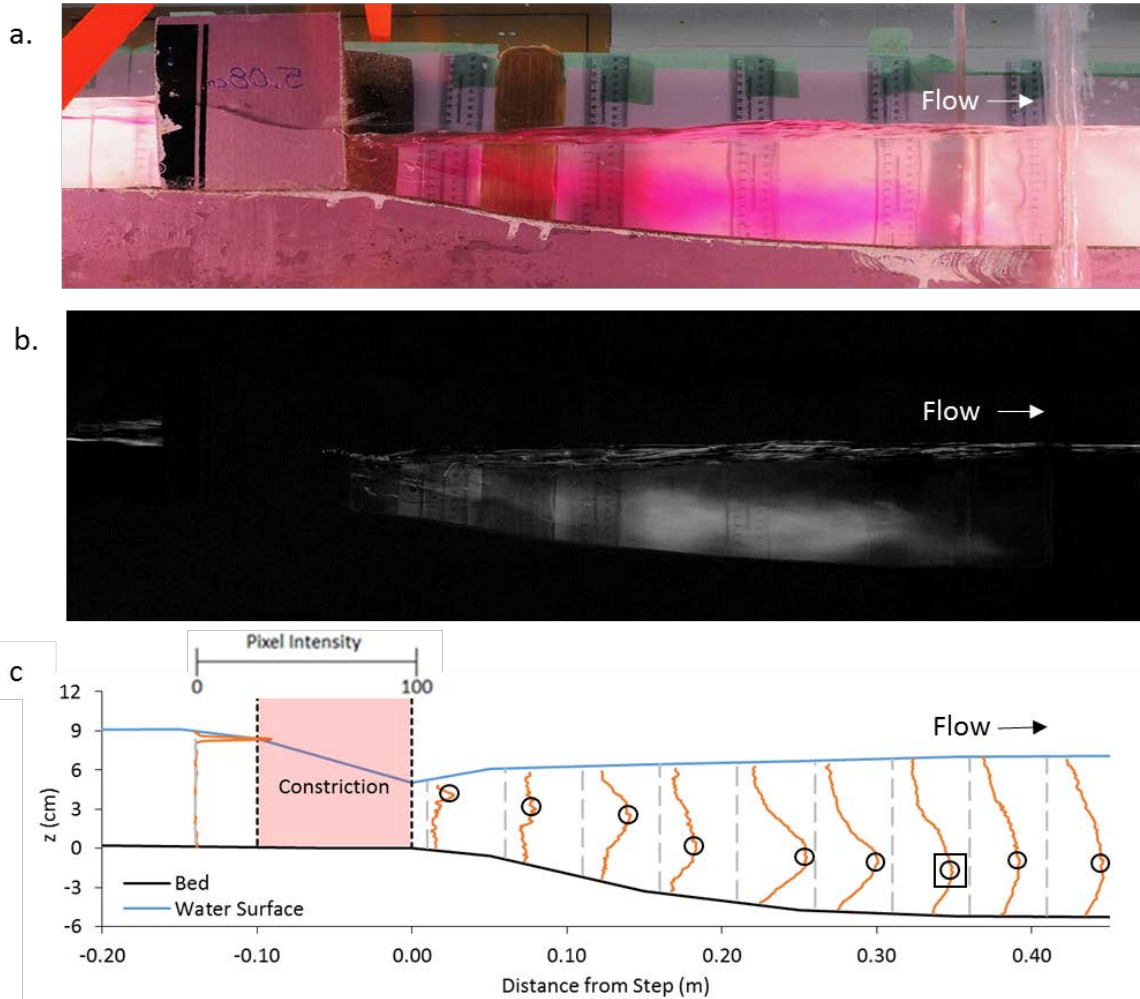 a.
5.08cm
Flow
b.
Flow
c
Pixel Intensity
0
100
12
9
6
3
0
-3
-6
z (cm)
Flow
Constriction
Bed
Water Surface
-0.20
-0.10
0.00
0.10
0.20
0.30
0.40
Distance from Step (m)